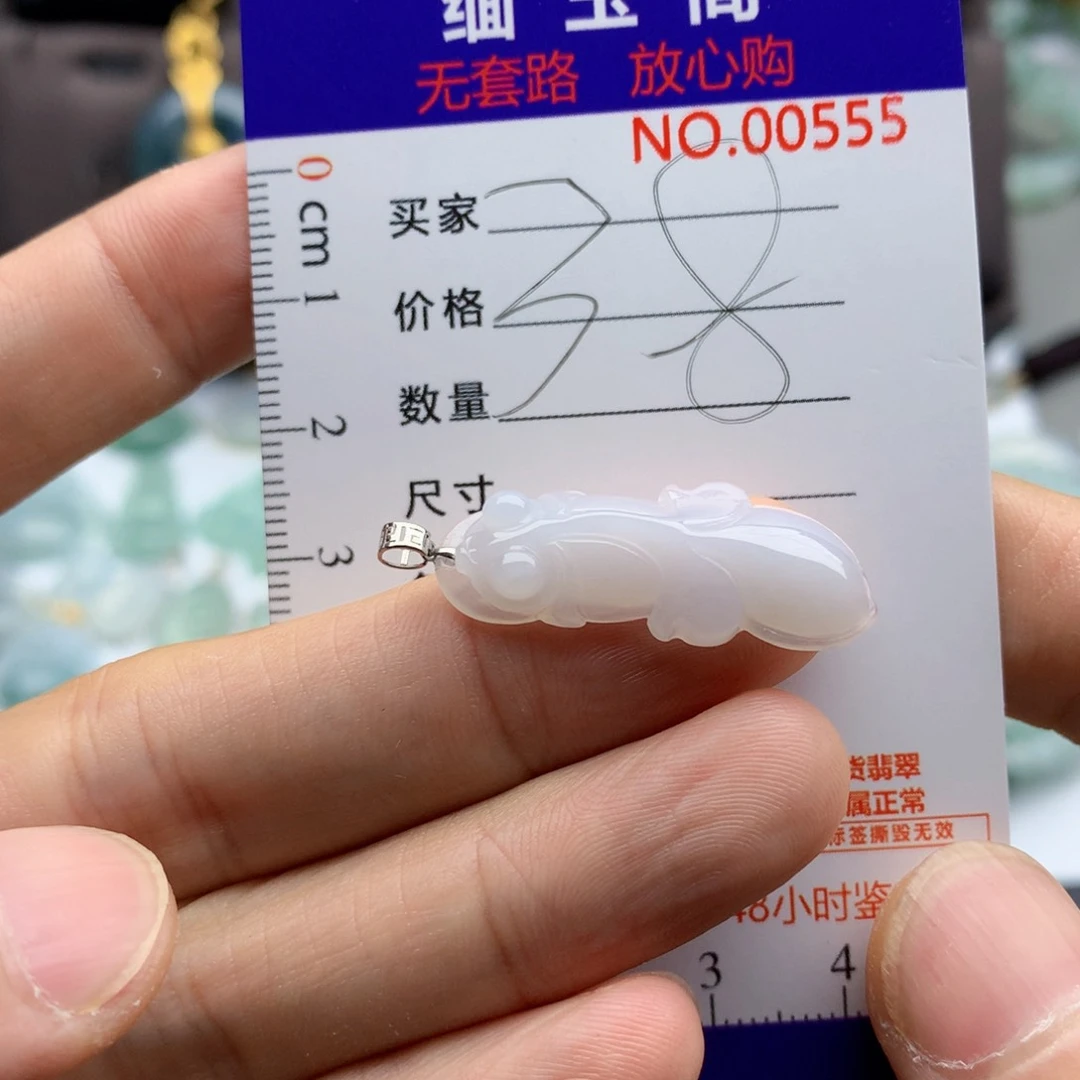 缅宝阁
无套路 放心购
NO.00555
0 cm 1 2 3
买家
价格
数量
38
尺寸
货翡翠
属正常
标签撕毁无效
48小时鉴
3 4